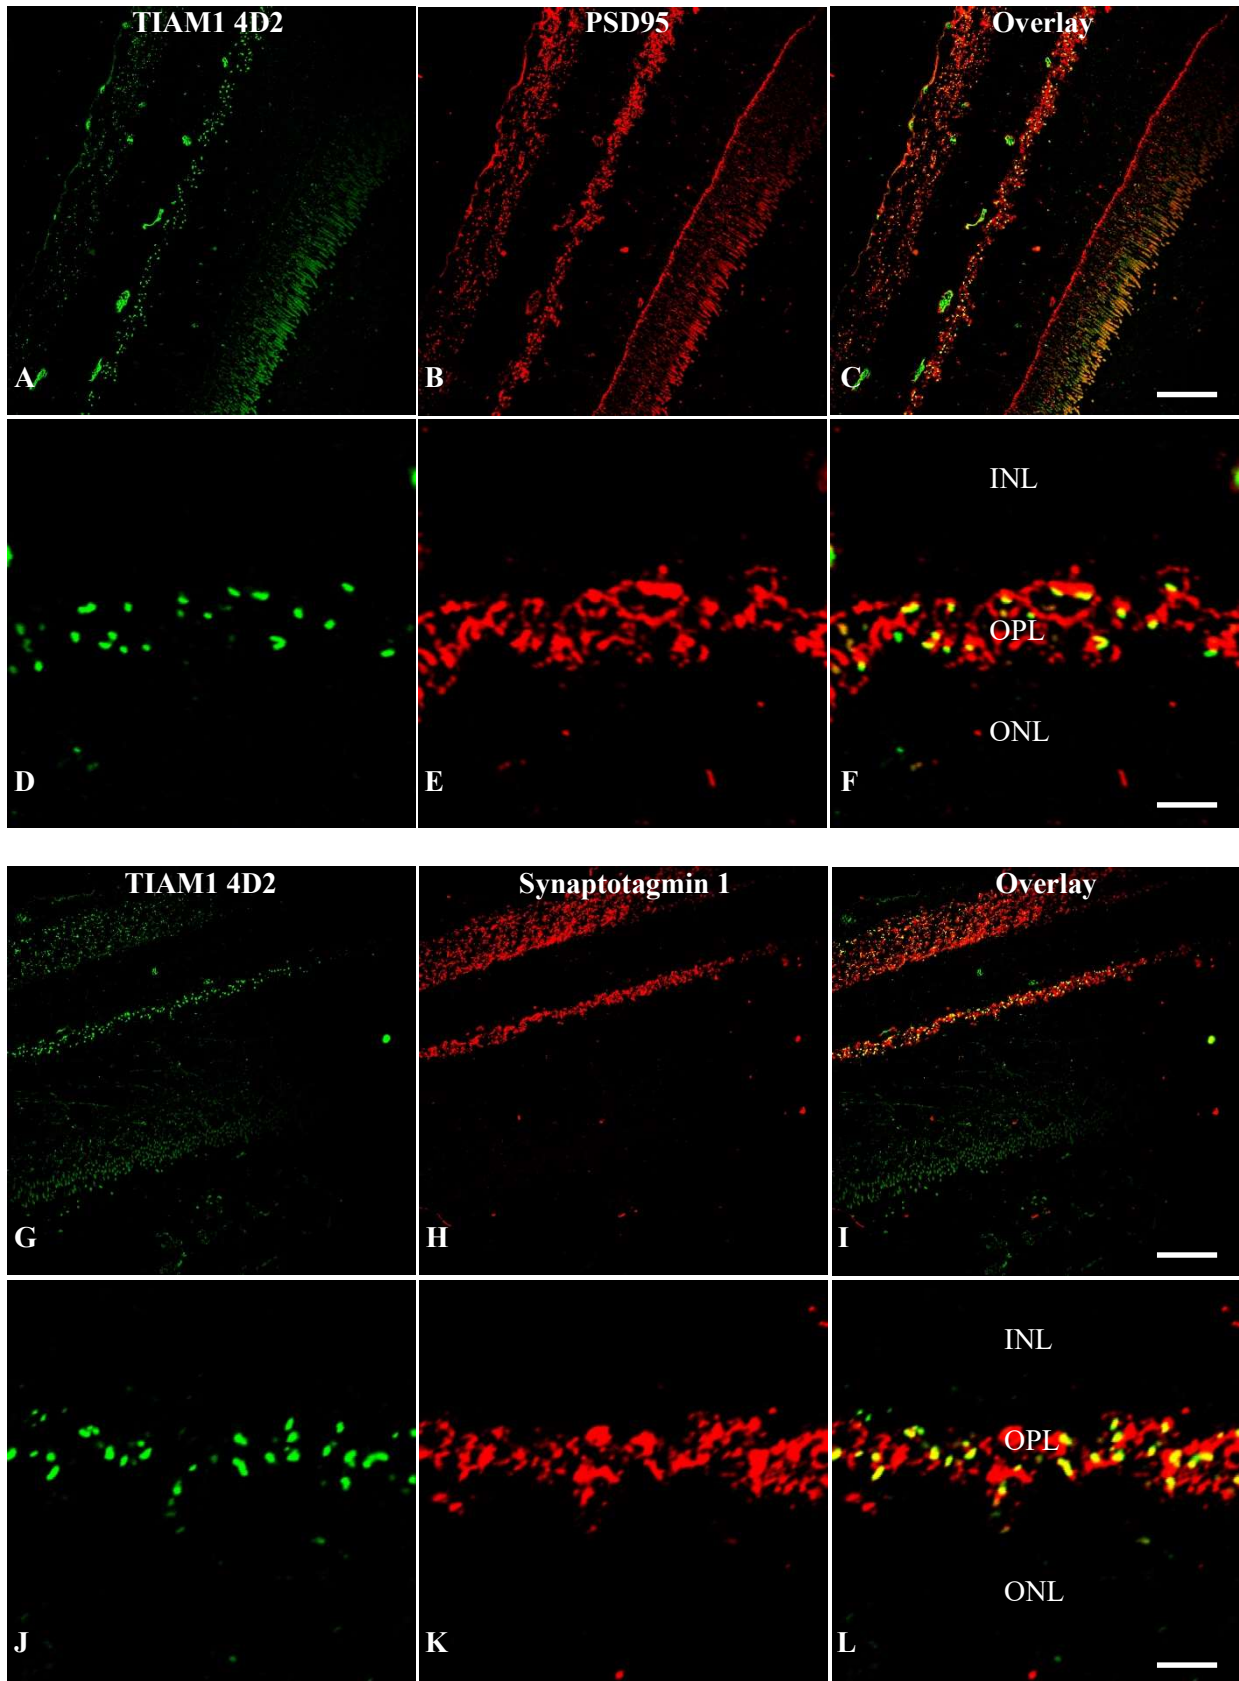 TIAM1 4D2 PSD95 Overlay
A B C
INL
OPL
ONL
D E F
TIAM1 4D2 Synaptotagmin 1 Overlay
G H I
INL
OPL
ONL
J K L